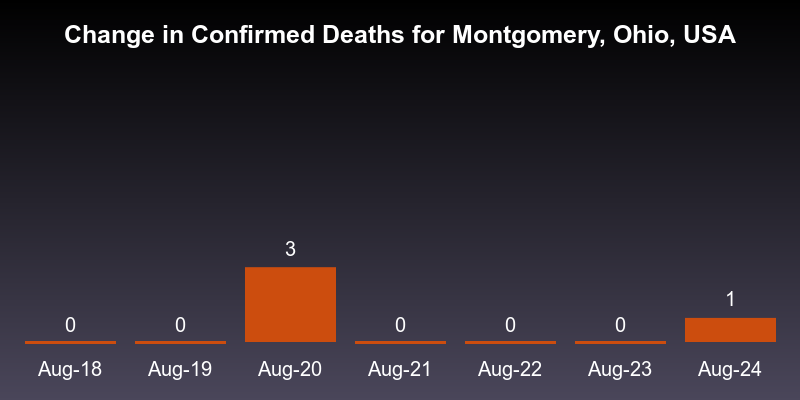 Change in Confirmed Deaths for Montgomery, Ohio, USA
3
1
0 0 0 0 0
Aug-18 Aug-19 Aug-20 Aug-21 Aug-22 Aug-23 Aug-24